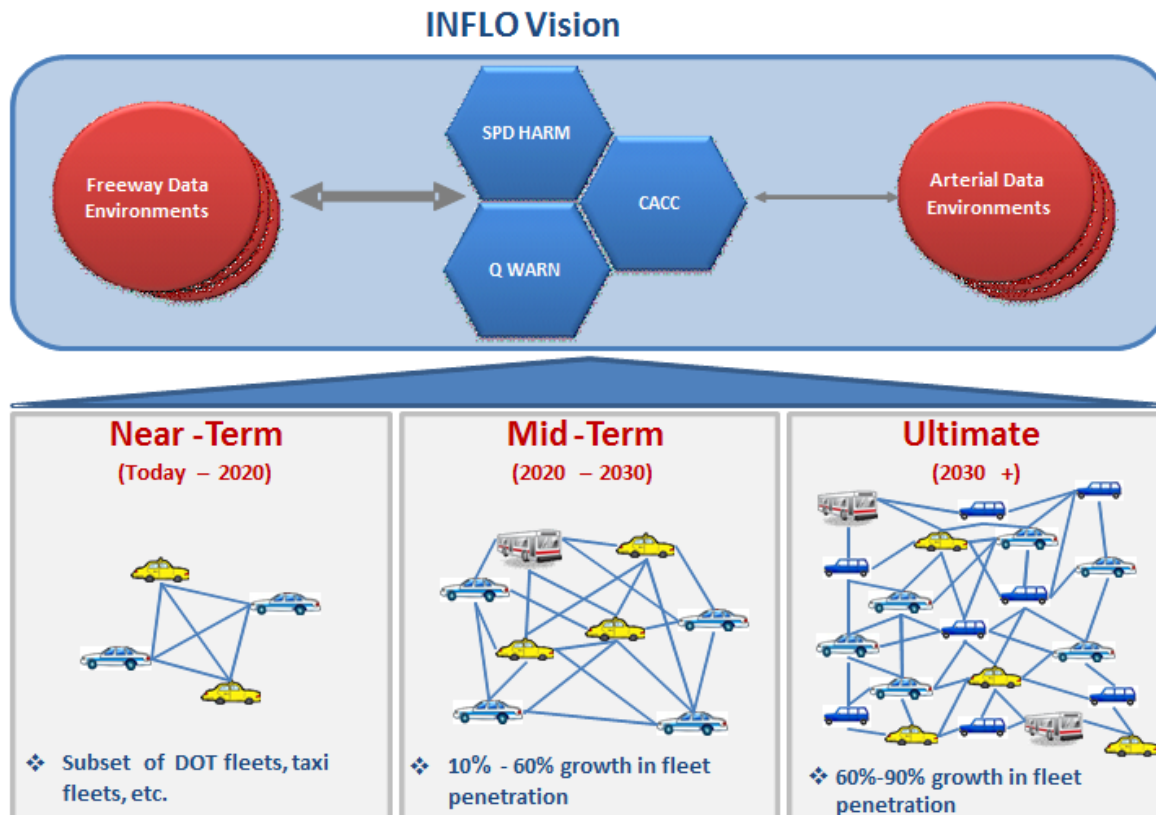 INFLO Vision
Freeway Data
Environments
SPD HARM
CACC
Q WARN
Arterial Data
Environments
Near -Term
(Today – 2020)
❖ Subset of DOT fleets, taxi
fleets, etc.
Mid -Term
(2020 – 2030)
❖ 10% - 60% growth in fleet
penetration
Ultimate
(2030 +)
❖ 60%-90% growth in fleet
penetration